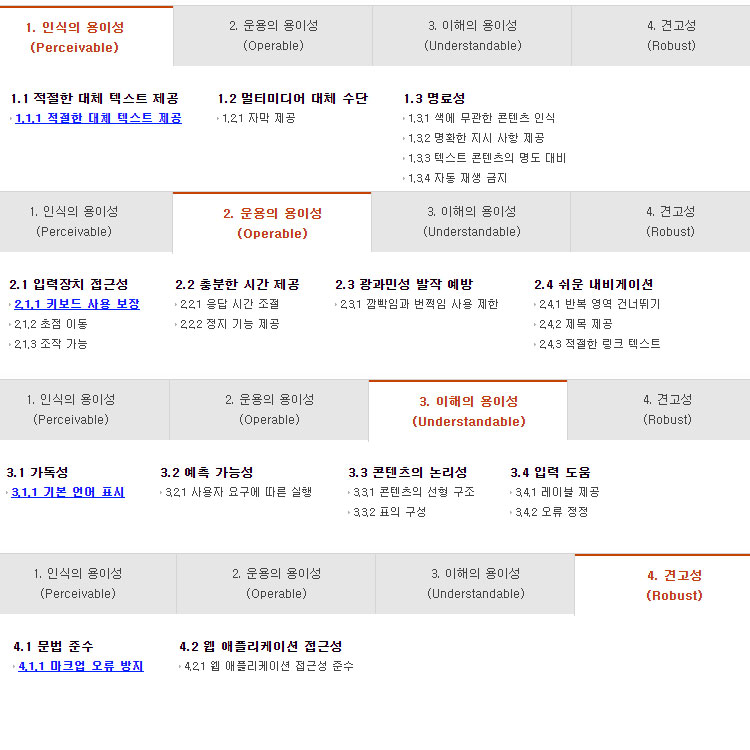 1. 인식의 용이성 2. 운용의 용이성 3. 이해의 용이성 4. 견고성
(Perceivable) (Operable) (Understandable) (Robust)
1.1 적절한 대체 텍스트 제공 1.2 멀티미디어 대체 수단 1.3 명료성
1.1.1 적절한 대체 텍스트 제공 1.2.1 자막 제공 1.3.1 색에 무관한 콘텐츠 인식
1.3.2 명확한 지시 사항 제공
1.3.3 텍스트 콘텐츠의 명도 대비
1.3.4 자동 재생 금지
1. 인식의 용이성 2. 운용의 용이성 3. 이해의 용이성 4. 견고성
(Perceivable) (Operable) (Understandable) (Robust)
2.1 입력장치 접근성 2.2 충분한 시간 제공 2.3 광과민성 발작 예방 2.4 쉬운 내비게이션
2.1.1 키보드 사용 보장 2.2.1 응답 시간 조절 2.3.1 깜빡임과 번쩍임 사용 제한 2.4.1 반복 영역 건너뛰기
2.1.2 초점 이동 2.2.2 정지 기능 제공 2.4.2 제목 제공
2.1.3 조작 가능 2.4.3 적절한 링크 텍스트
1. 인식의 용이성 2. 운용의 용이성 3. 이해의 용이성 4. 견고성
(Perceivable) (Operable) (Understandable) (Robust)
3.1 가독성 3.2 예측 가능성 3.3 콘텐츠의 논리성 3.4 입력 도움
3.1.1 기본 언어 표시 3.2.1 사용자 요구에 따른 실행 3.3.1 콘텐츠의 선형 구조 3.4.1 레이블 제공
3.3.2 표의 구성 3.4.2 오류 정정
1. 인식의 용이성 2. 운용의 용이성 3. 이해의 용이성 4. 견고성
(Perceivable) (Operable) (Understandable) (Robust)
4.1 문법 준수 4.2 웹 애플리케이션 접근성
4.1.1 마크업 오류 방지 4.2.1 웹 애플리케이션 접근성 준수